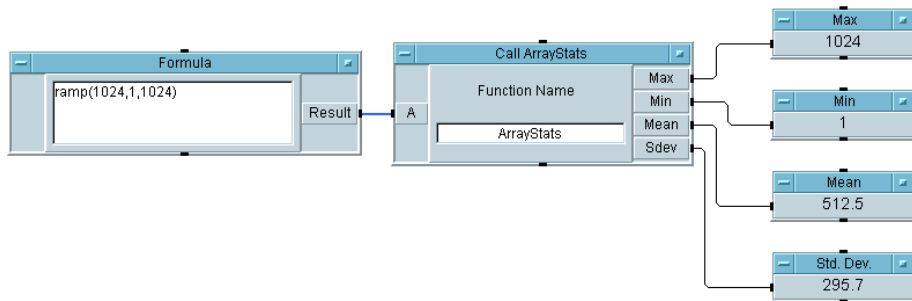 Formula
ramp(1024,1,1024)
Result
Call ArrayStats
A
Function Name
ArrayStats
Max
Min
Mean
Sdev
Max
1024
Min
1
Mean
512.5
Std. Dev.
295.7